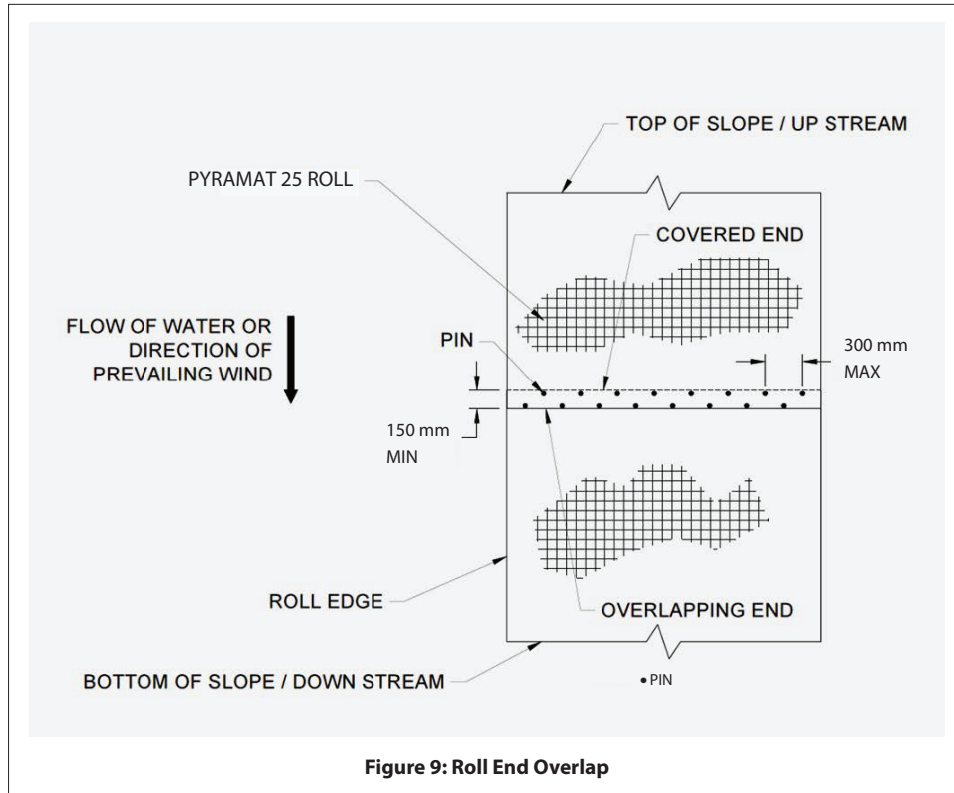 TOP OF SLOPE / UP STREAM
PYRAMAT 25 ROLL
COVERED END
FLOW OF WATER OR
DIRECTION OF
PREVAILING WIND
PIN
300 mm
MAX
150 mm
MIN
ROLL EDGE
OVERLAPPING END
BOTTOM OF SLOPE / DOWN STREAM
PIN
Figure 9: Roll End Overlap